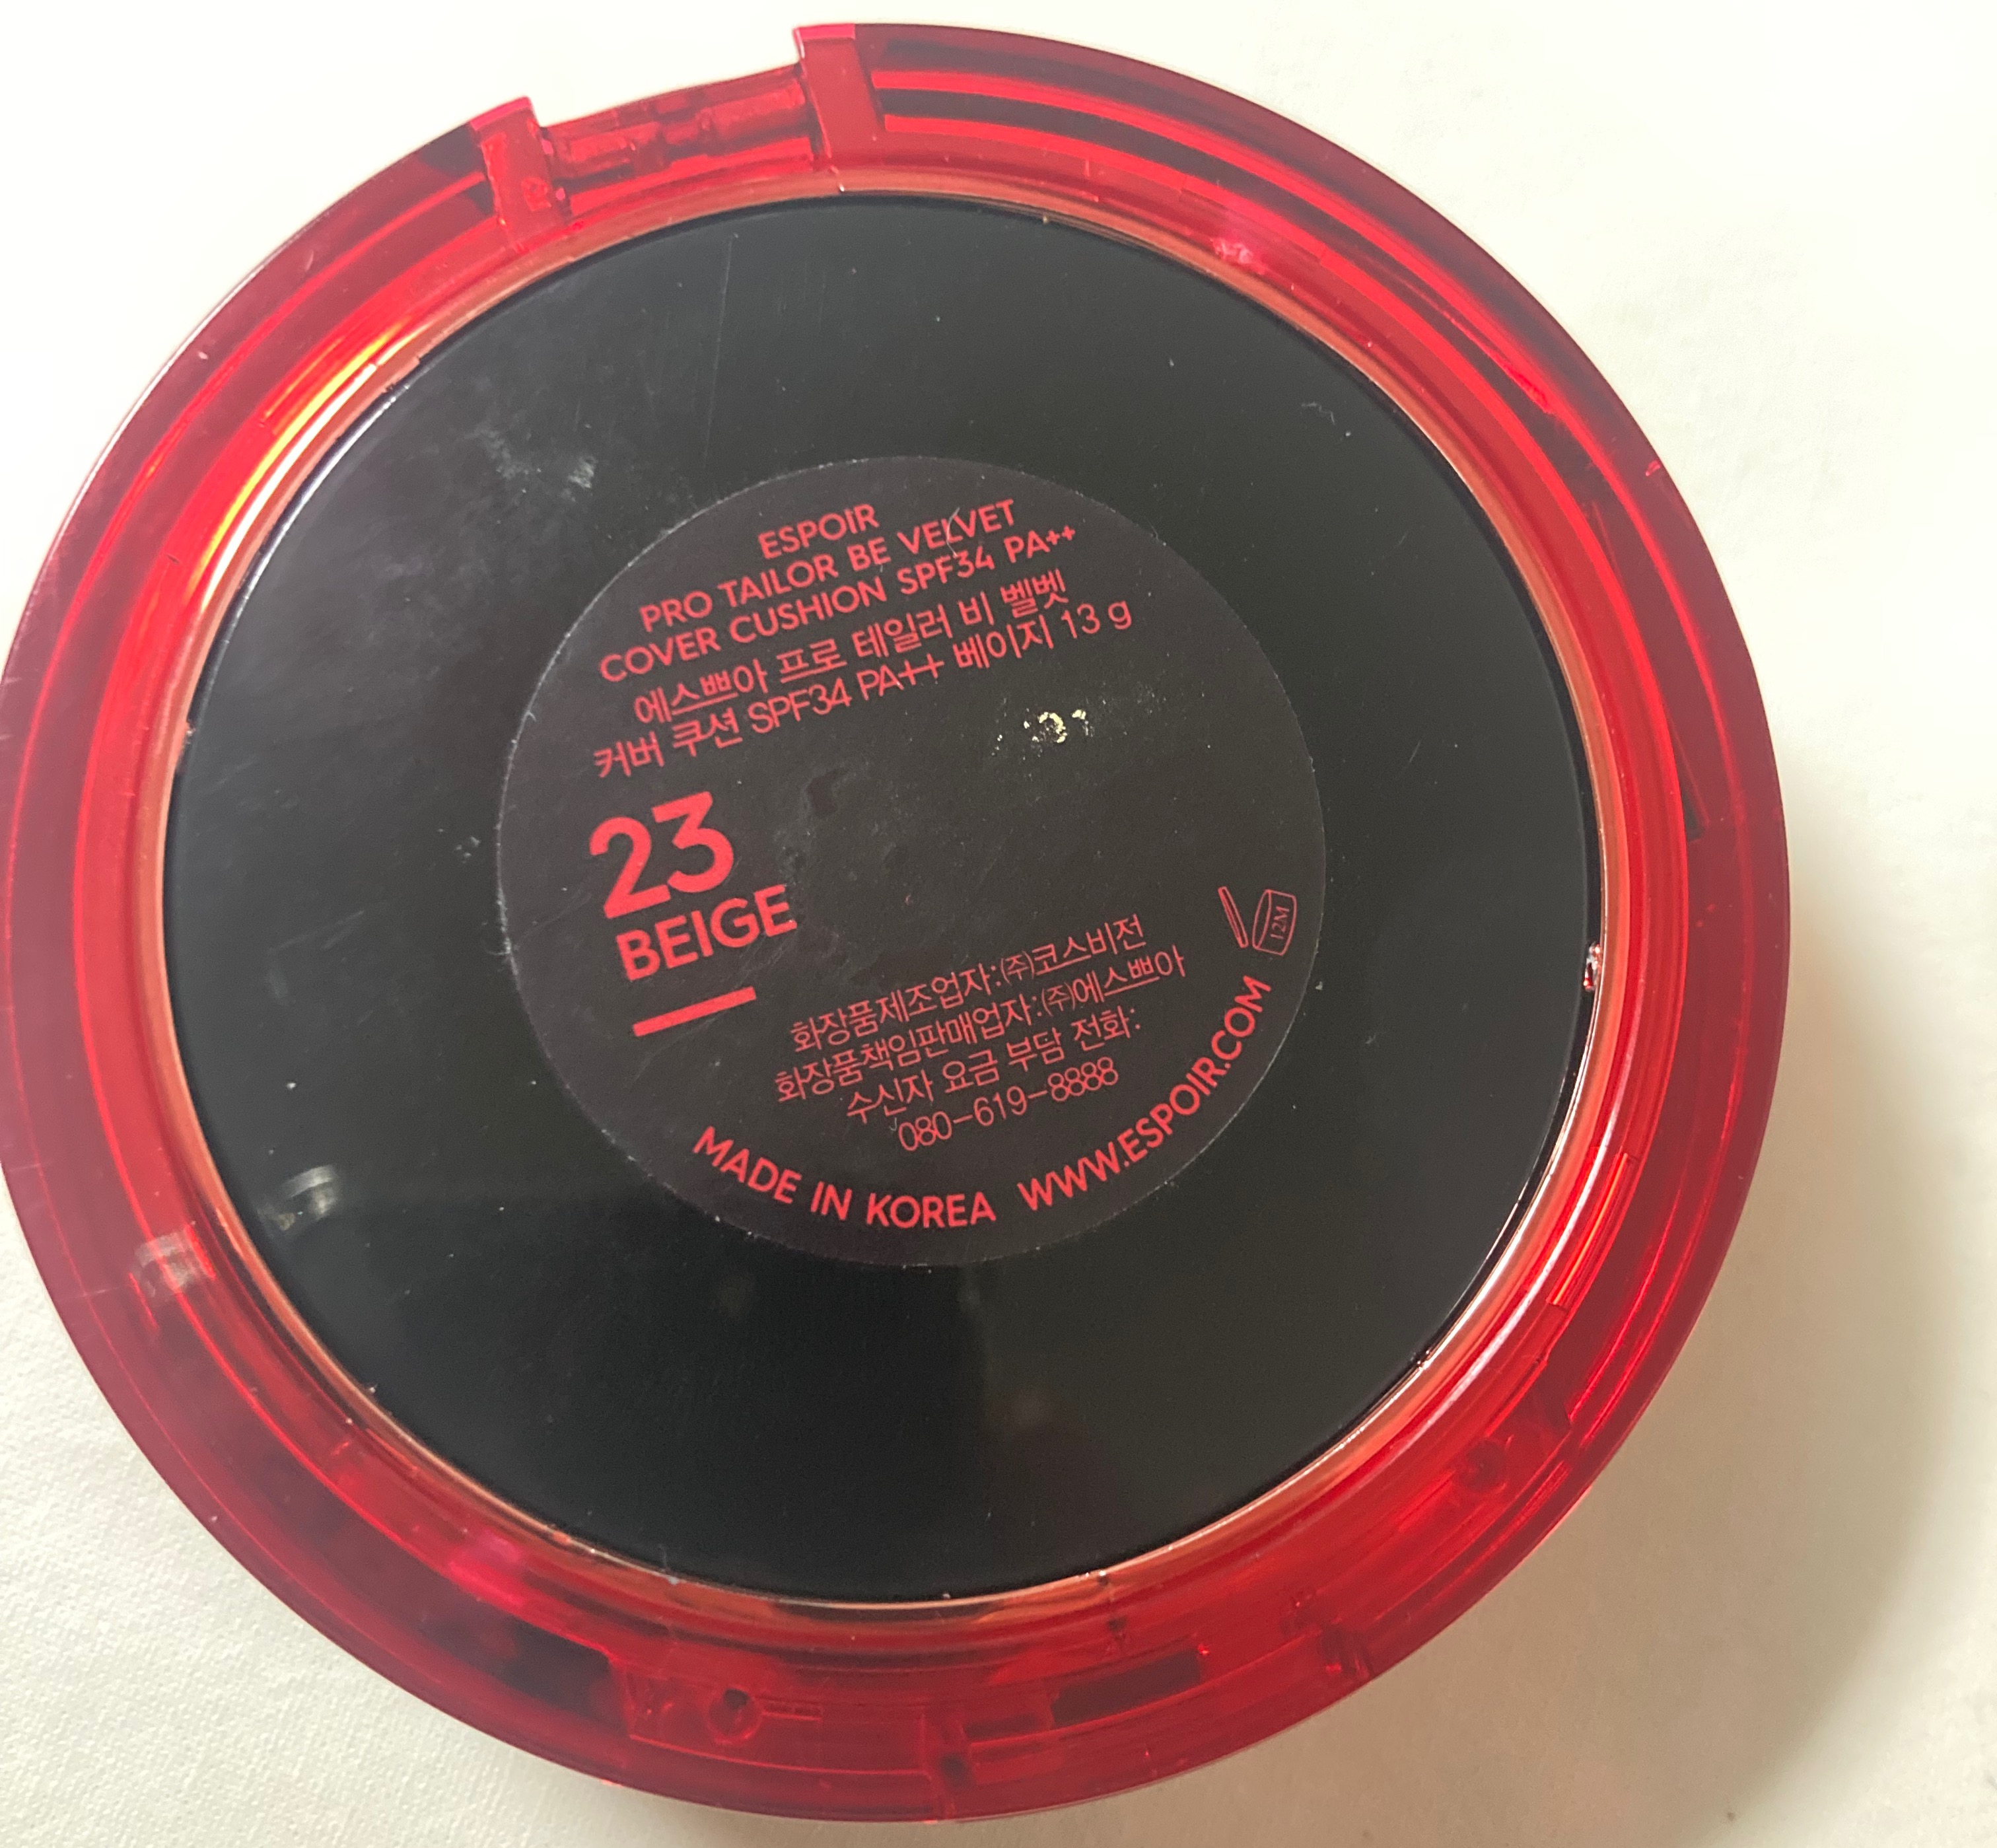 ESPOIR
PRO TAILOR BE VELVET
COVER CUSHION SPF34 PA++
에스쁘아 프로 테일러 비 벨벳
커버 쿠션 SPF34 PA++ 베이지 13 g
23
BEIGE
12M
화장품제조업자:㈜코스비전
화장품책임판매업자:㈜에스쁘아
수신자 요금 부담 전화:
080-619-8888
MADE IN KOREA WWW.ESPOIR.COM